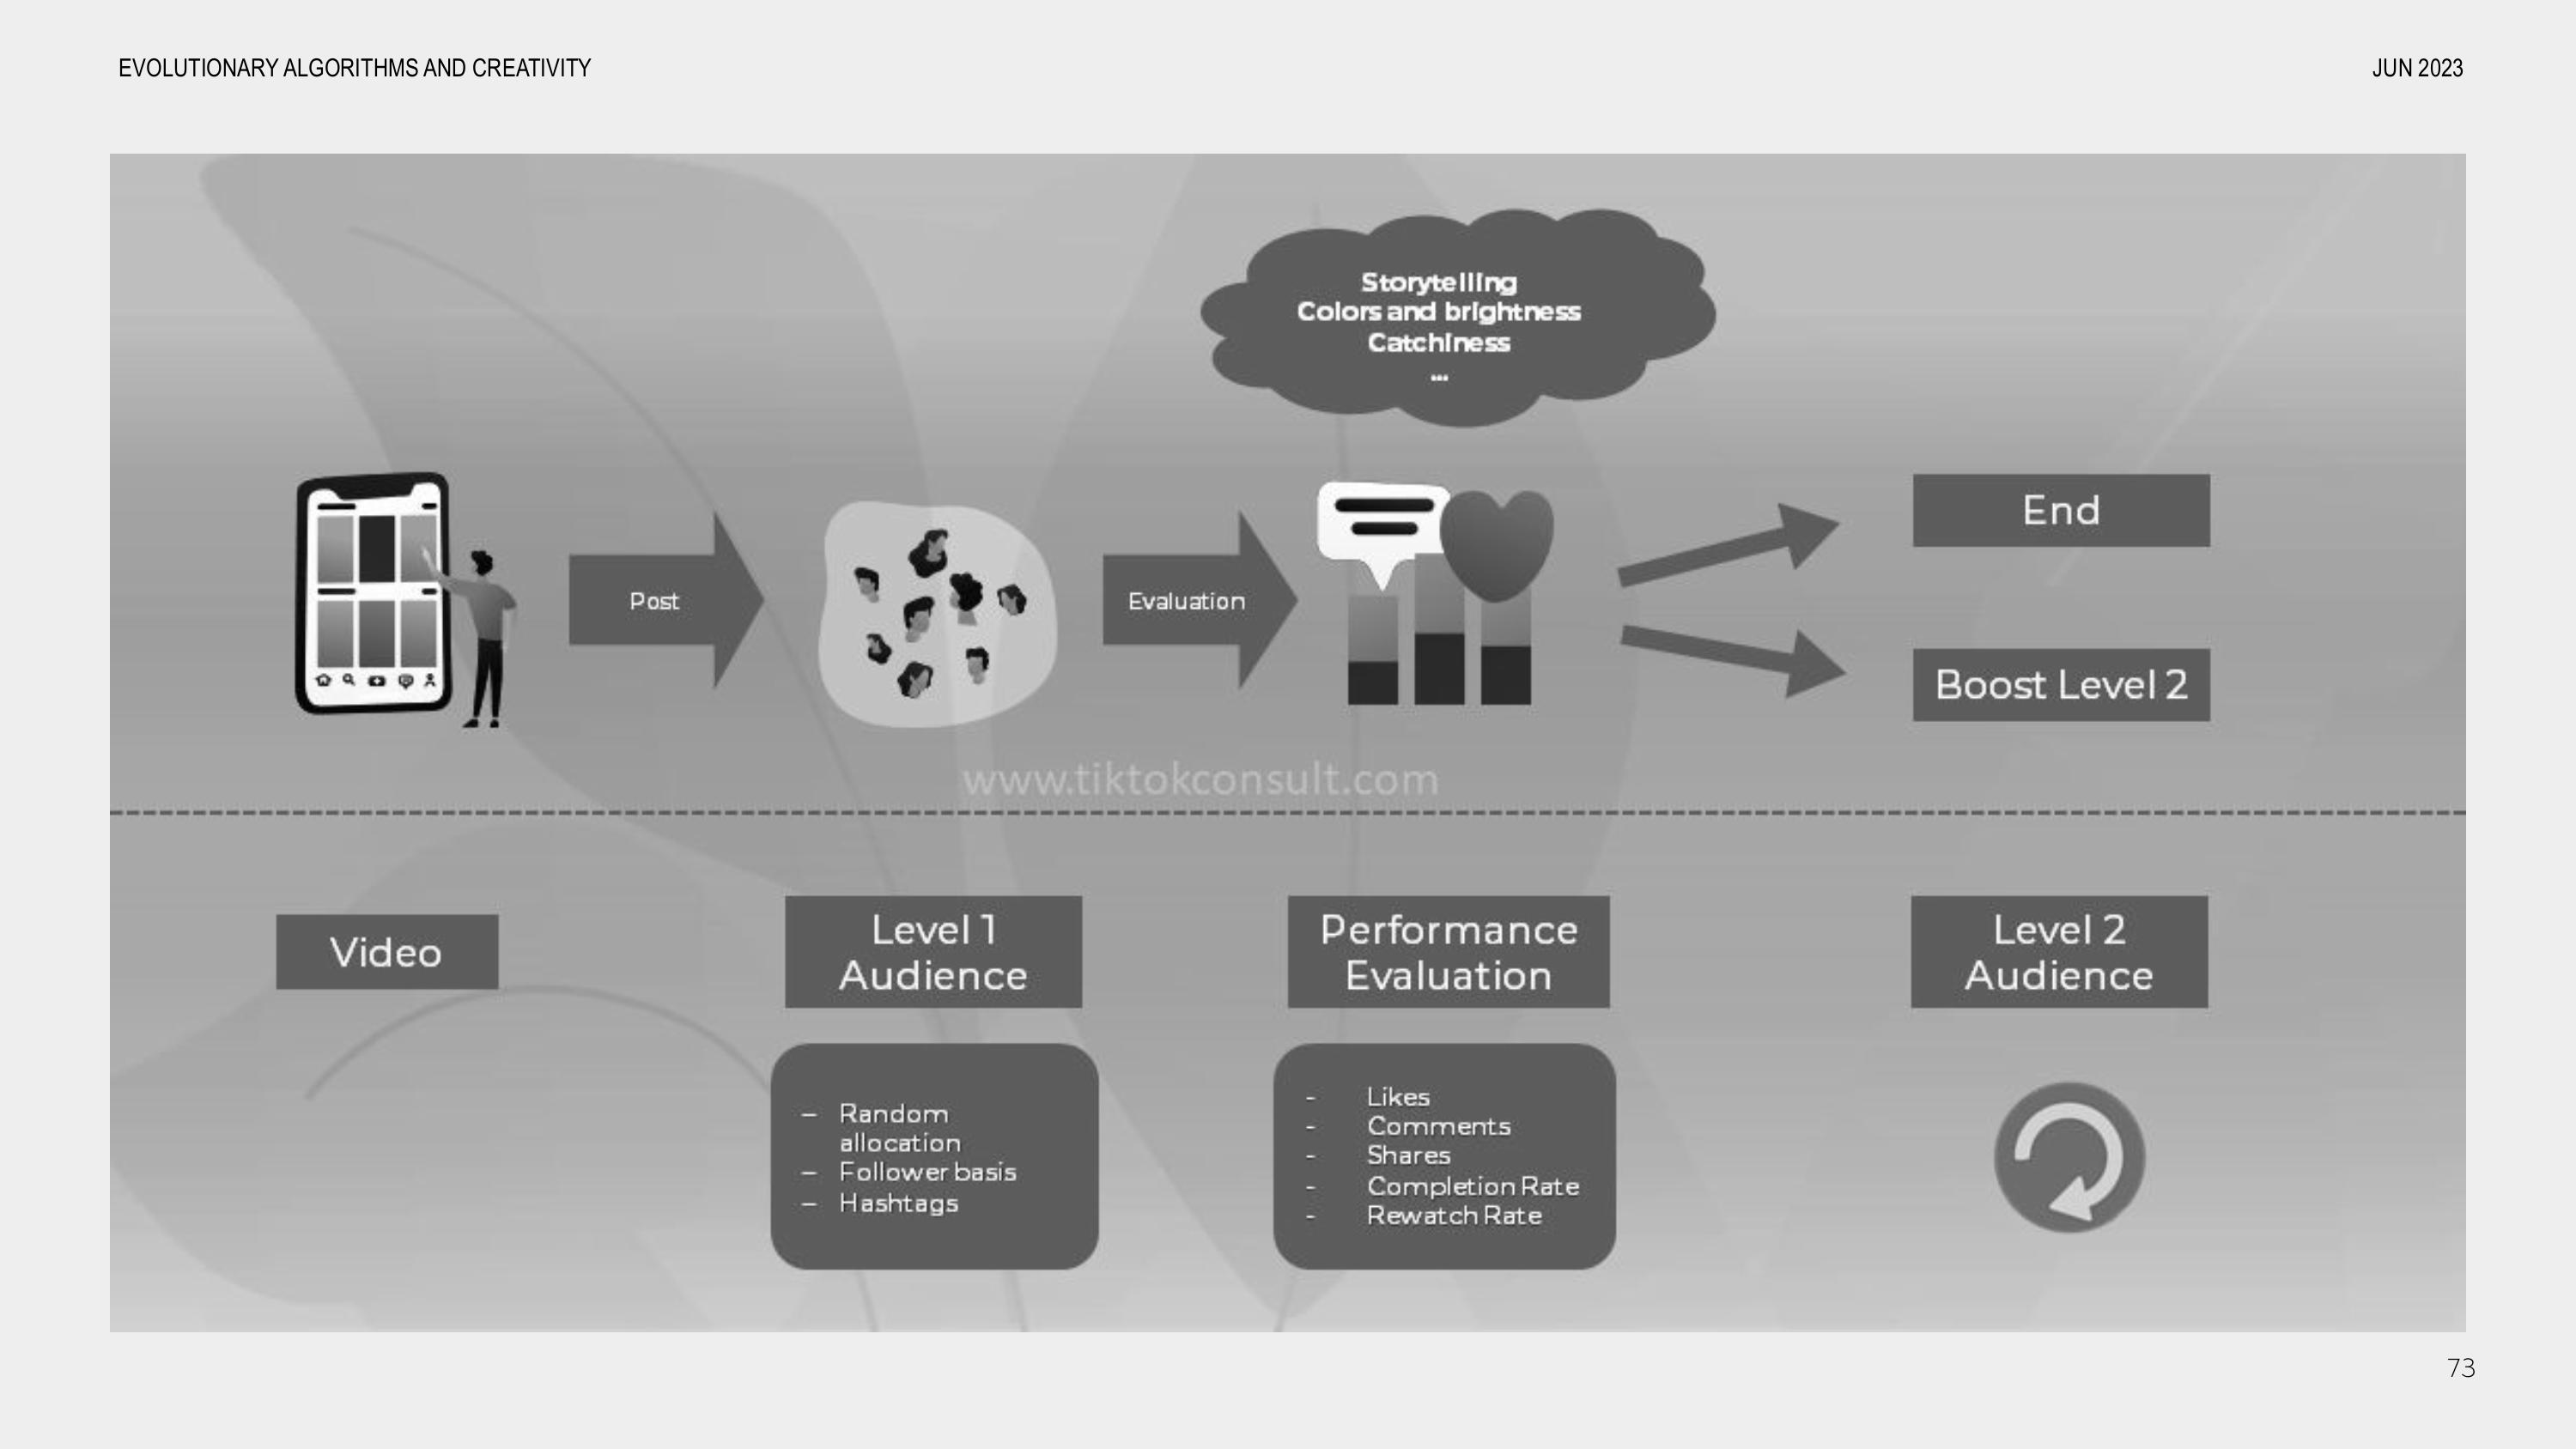 EVOLUTIONARY ALGORITHMS AND CREATIVITY
JUN 2023
Storytelling
Colors and brightness
Catchiness
...
Post
Evaluation
End
Boost Level 2
www.tiktokconsult.com
Video
Level 1
Audience
Performance
Evaluation
Level 2
Audience
– Random
allocation
– Follower basis
– Hashtags
- Likes
- Comments
- Shares
- Completion Rate
- Rewatch Rate
73